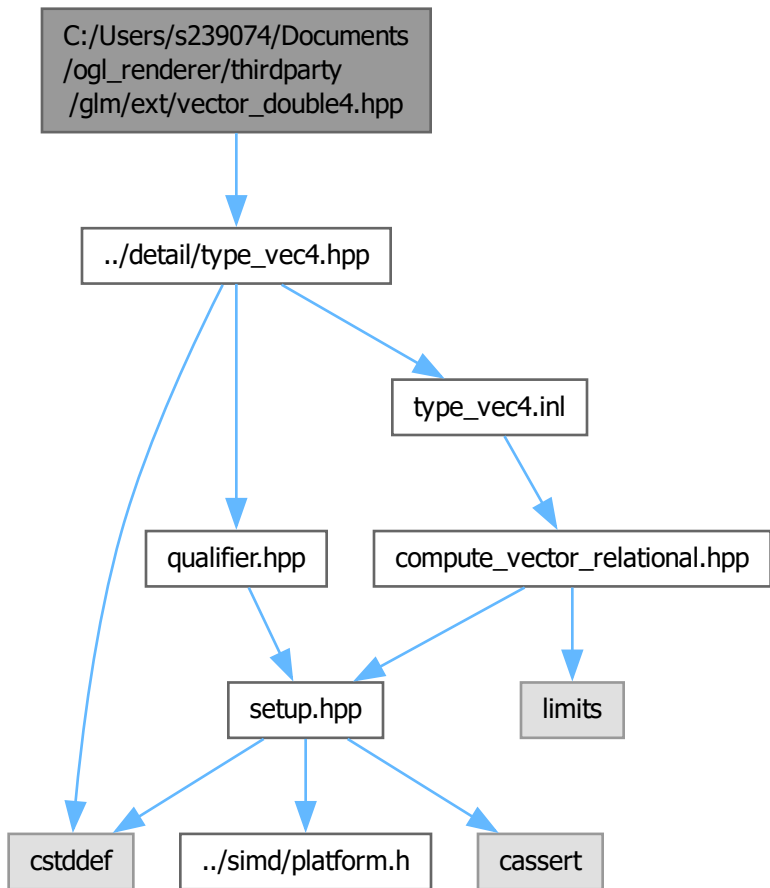 C:/Users/s239074/Documents
/ogl_renderer/thirdparty
/glm/ext/vector_double4.hpp
../detail/type_vec4.hpp
type_vec4.inl
qualifier.hpp
compute_vector_relational.hpp
setup.hpp
limits
cstddef
../simd/platform.h
cassert